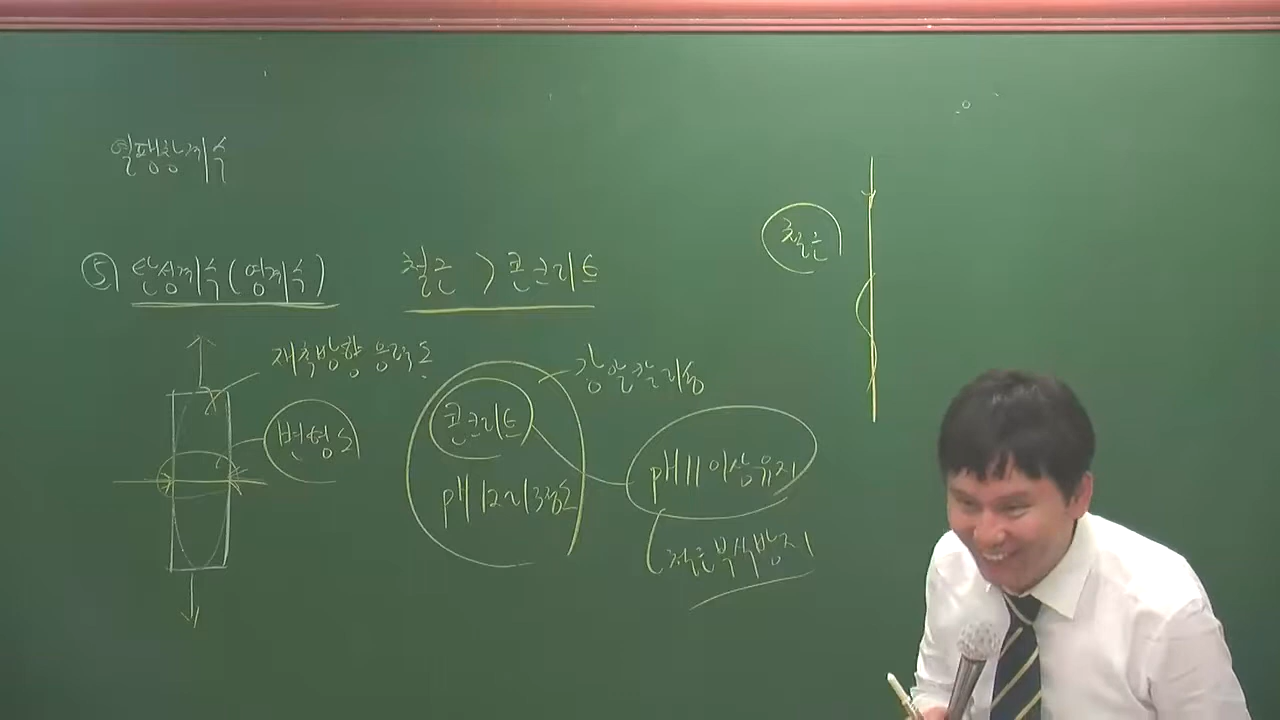 열팽창계수
⑤ 탄성계수(영계수) 철근 > 콘크리트
재축방향 응력도
변형도
강알칼리성
콘크리트
pH 12~13정도
pH 11 이상유지
철근부식방지
철근